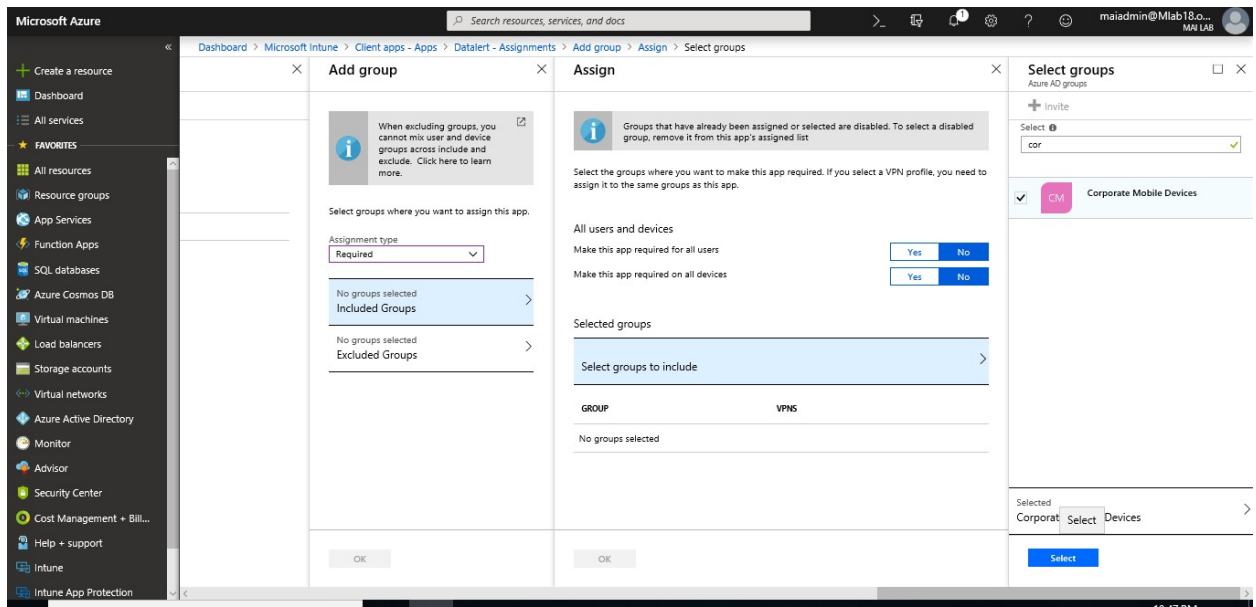 Microsoft Azure
Search resources, services, and docs
1
maiadmin@Mlab18.o...
MAI LAB
Dashboard > Microsoft Intune > Client apps - Apps > Datalert - Assignments > Add group > Assign > Select groups
Create a resource
Dashboard
All services
FAVORITES
All resources
Resource groups
App Services
Function Apps
SQL databases
Azure Cosmos DB
Virtual machines
Load balancers
Storage accounts
Virtual networks
Azure Active Directory
Monitor
Advisor
Security Center
Cost Management + Bill...
Help + support
Intune
Intune App Protection
Add group
When excluding groups, you
cannot mix user and device
groups across include and
exclude. Click here to learn
more.
Select groups where you want to assign this app.
Assignment type
Required
No groups selected
Included Groups
No groups selected
Excluded Groups
OK
Assign
Groups that have already been assigned or selected are disabled. To select a disabled
group, remove it from this app's assigned list
Select the groups where you want to make this app required. If you select a VPN profile, you need to
assign it to the same groups as this app.
All users and devices
Make this app required for all users Yes No
Make this app required on all devices Yes No
Selected groups
Select groups to include
GROUP VPNS
No groups selected
OK
Select groups
Azure AD groups
Invite
Select
cor
CM Corporate Mobile Devices
Selected
Corporat Select Devices
Select